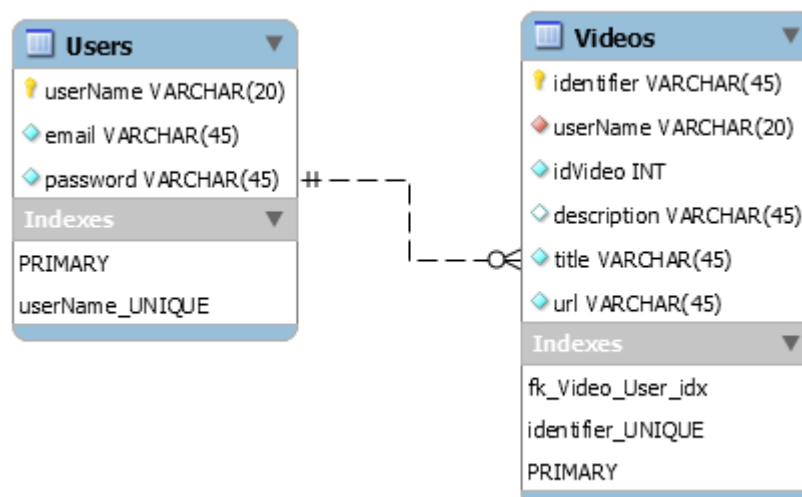 Users
userName VARCHAR(20)
email VARCHAR(45)
password VARCHAR(45)
Indexes
PRIMARY
userName_UNIQUE
Videos
identifier VARCHAR(45)
userName VARCHAR(20)
idVideo INT
description VARCHAR(45)
title VARCHAR(45)
url VARCHAR(45)
Indexes
fk_Video_User_idx
identifier_UNIQUE
PRIMARY